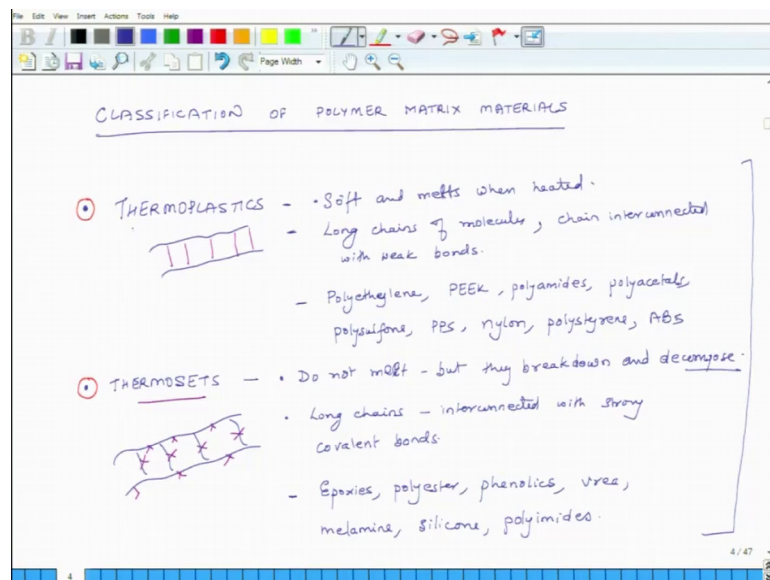 File Edit View Insert Actions Tools Help
B I
Page Width
CLASSIFICATION OF POLYMER MATRIX MATERIALS
THERMOPLASTICS - • Soft and melts when heated.
- Long chains of molecules, chain interconnected
with weak bonds.
- Polyethylene, PEEK, polyamides, polyacetals,
polysulfone, PPS, nylon, polystyrene, ABS
THERMOSETS - • Do not melt - but they breakdown and decompose.
• Long chains - interconnected with strong
covalent bonds.
- Epoxies, polyester, phenolics, urea,
melamine, silicone, polyimides.
4/47
4